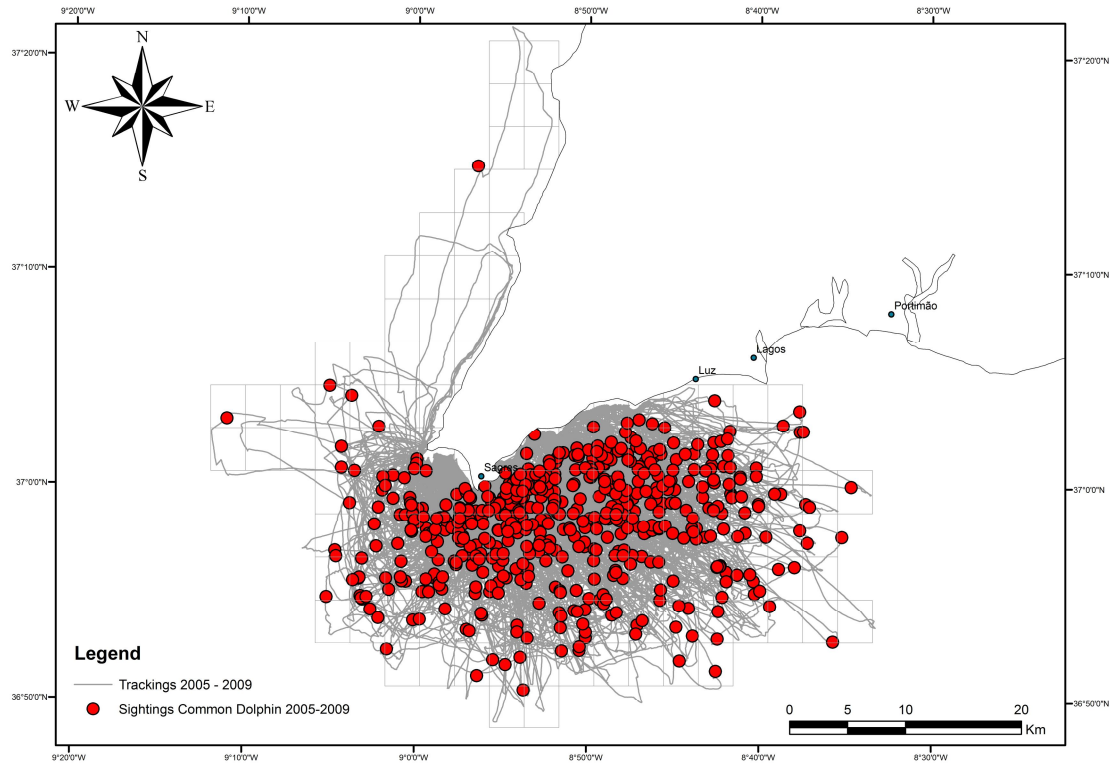 9°20'0"W 9°10'0"W 9°0'0"W 8°50'0"W 8°40'0"W 8°30'0"W
N
37°20'0"N 37°20'0"N
W E
S
37°10'0"N 37°10'0"N
Portimão
Lagos
Luz
Sagres
37°0'0"N 37°0'0"N
Legend
Trackings 2005 - 2009
36°50'0"N 36°50'0"N
Sightings Common Dolphin 2005-2009
0 5 10 20
Km
9°20'0"W 9°10'0"W 9°0'0"W 8°50'0"W 8°40'0"W 8°30'0"W